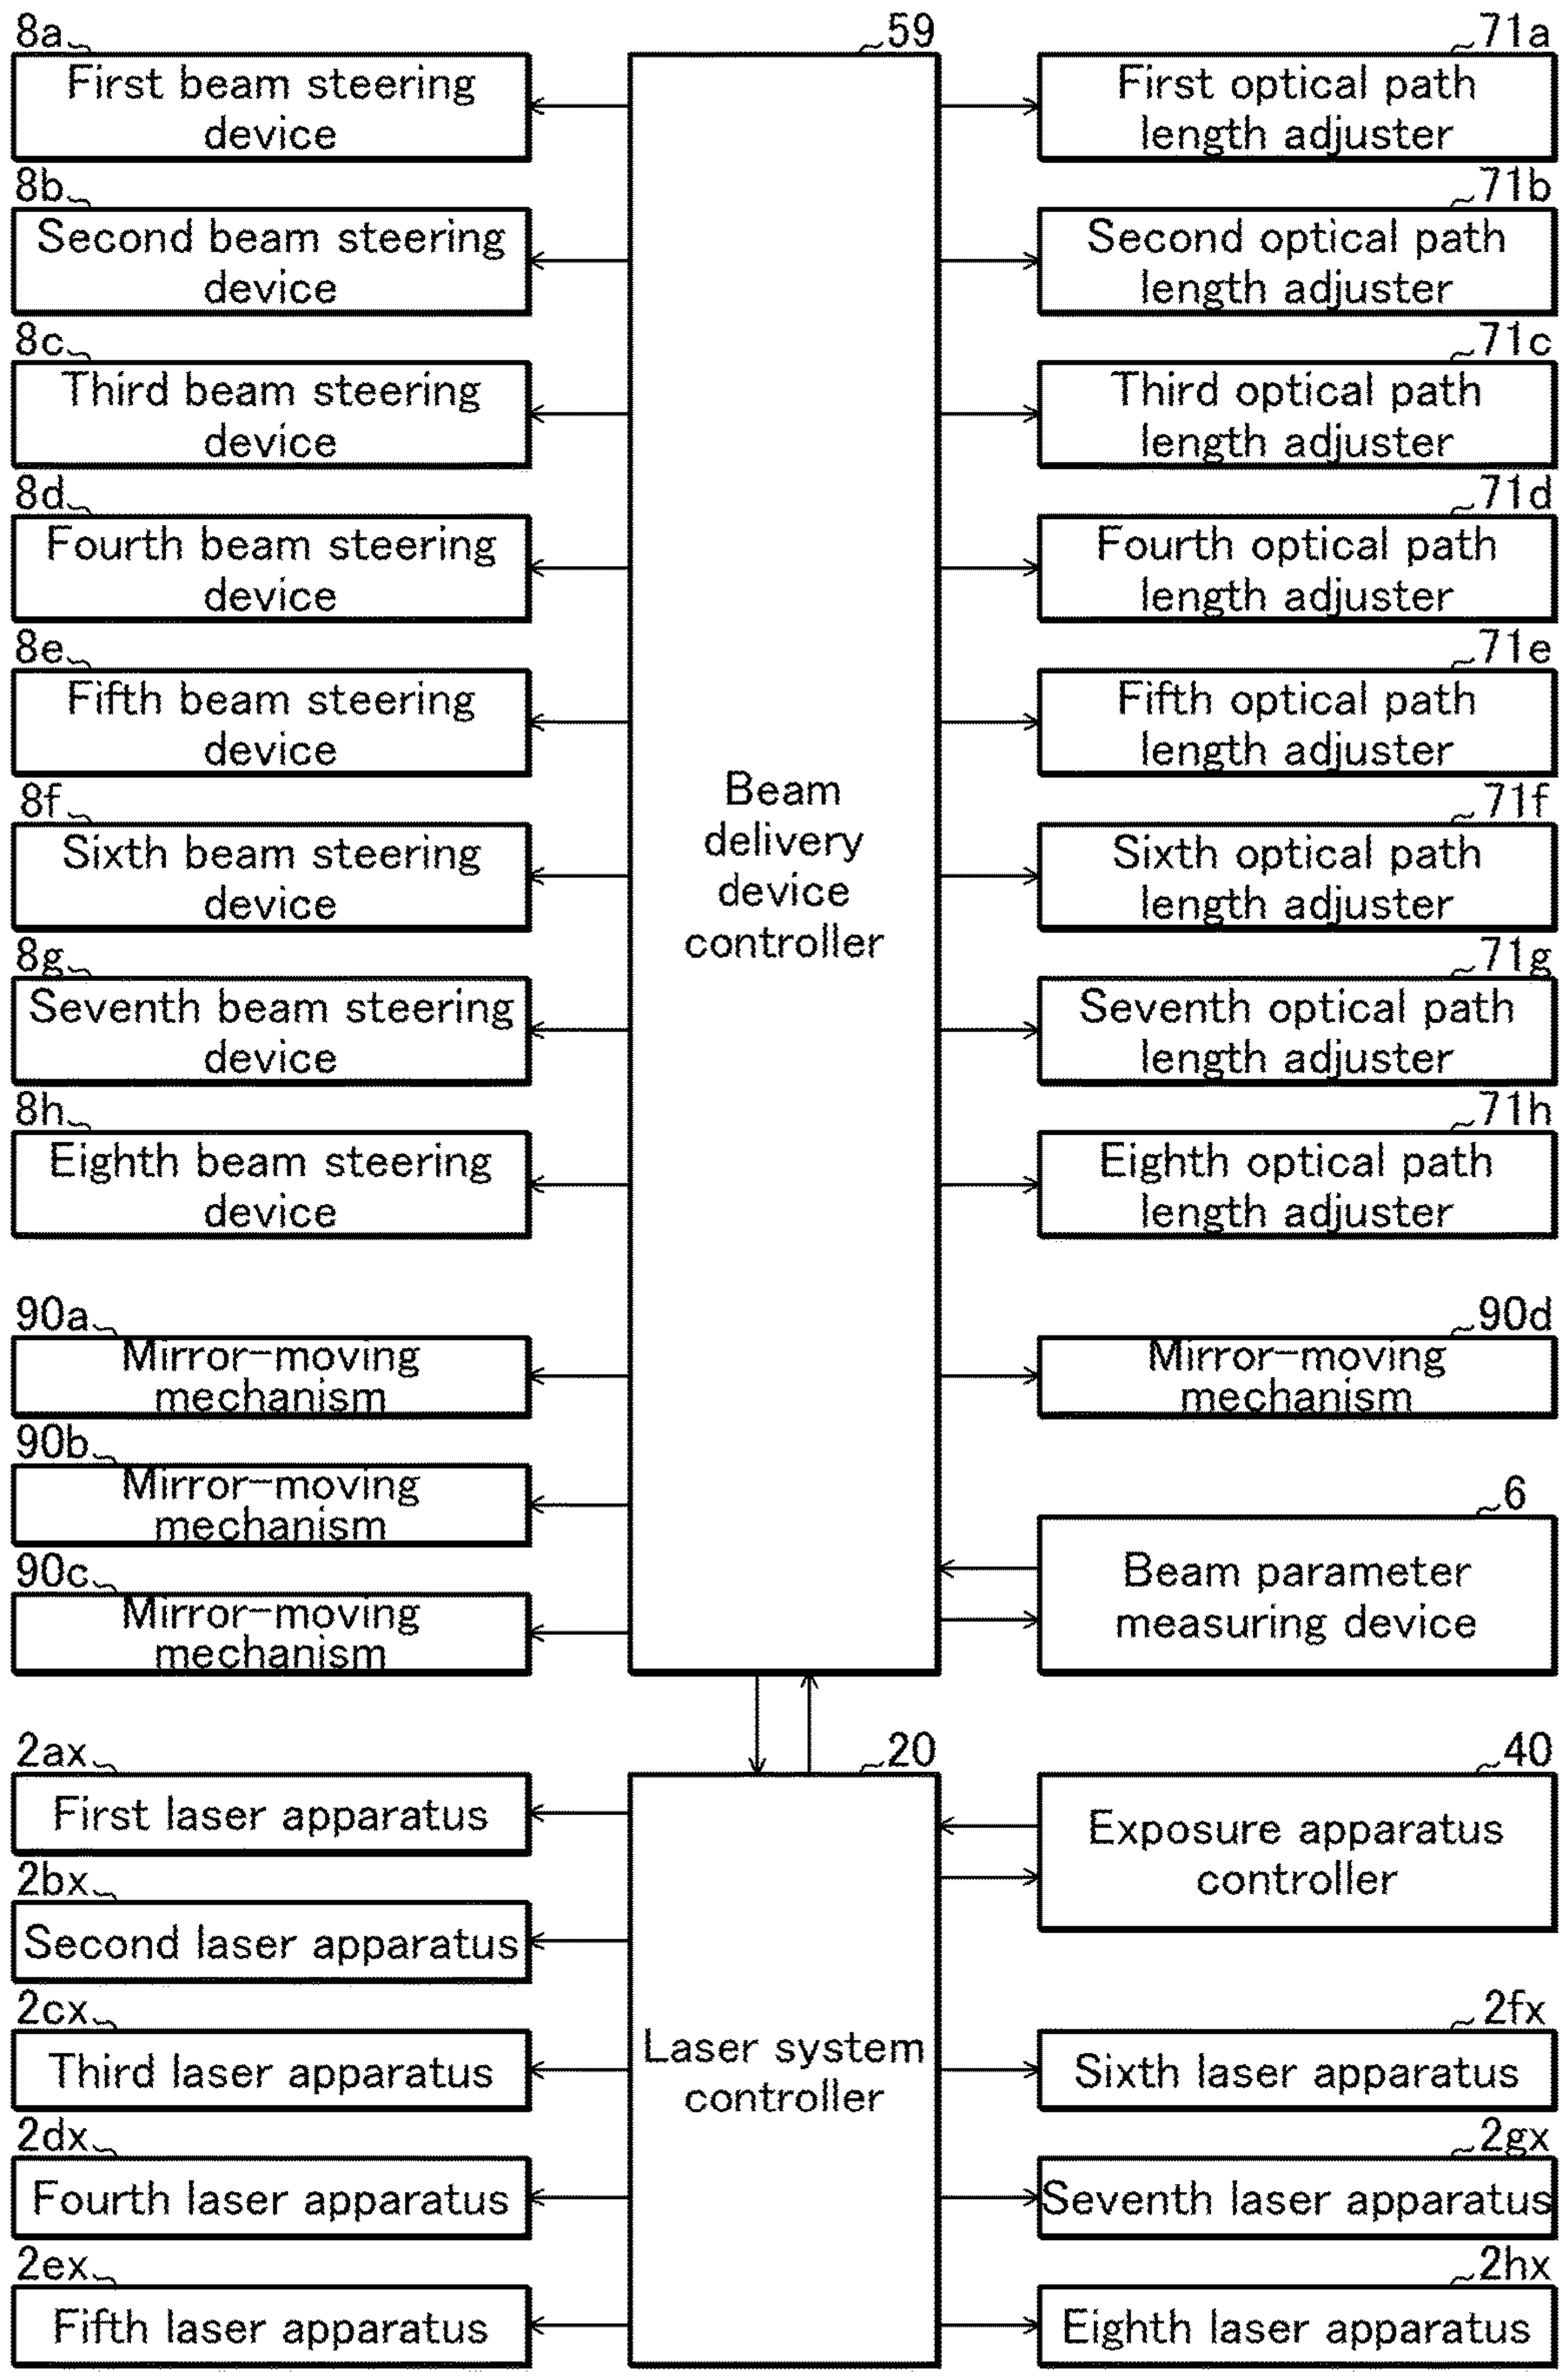 8a
First beam steering
device
8b
Second beam steering
device
8c
Third beam steering
device
8d
Fourth beam steering
device
8e
Fifth beam steering
device
8f
Sixth beam steering
device
8g
Seventh beam steering
device
8h
Eighth beam steering
device
90a
Mirror-moving
mechanism
90b
Mirror-moving
mechanism
90c
Mirror-moving
mechanism
59
Beam
delivery
device
controller
71a
First optical path
length adjuster
71b
Second optical path
length adjuster
71c
Third optical path
length adjuster
71d
Fourth optical path
length adjuster
71e
Fifth optical path
length adjuster
71f
Sixth optical path
length adjuster
71g
Seventh optical path
length adjuster
71h
Eighth optical path
length adjuster
90d
Mirror-moving
mechanism
6
Beam parameter
measuring device
2ax
First laser apparatus
2bx
Second laser apparatus
2cx
Third laser apparatus
2dx
Fourth laser apparatus
2ex
Fifth laser apparatus
20
Laser system
controller
40
Exposure apparatus
controller
2fx
Sixth laser apparatus
2gx
Seventh laser apparatus
2hx
Eighth laser apparatus